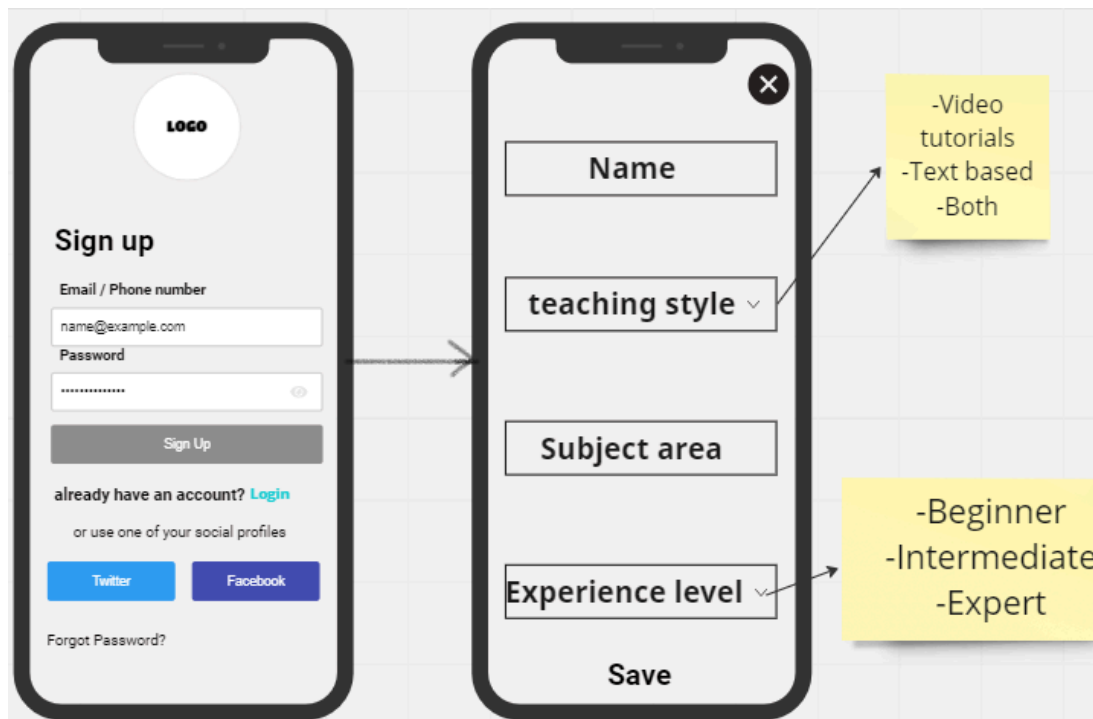 LOGO
Sign up
Email / Phone number
name@example.com
Password
Sign Up
already have an account? Login
or use one of your social profiles
Twitter
Facebook
Forgot Password?
Name
teaching style
Subject area
Experience level
Save
-Video
tutorials
-Text based
-Both
-Beginner
-Intermediate
-Expert